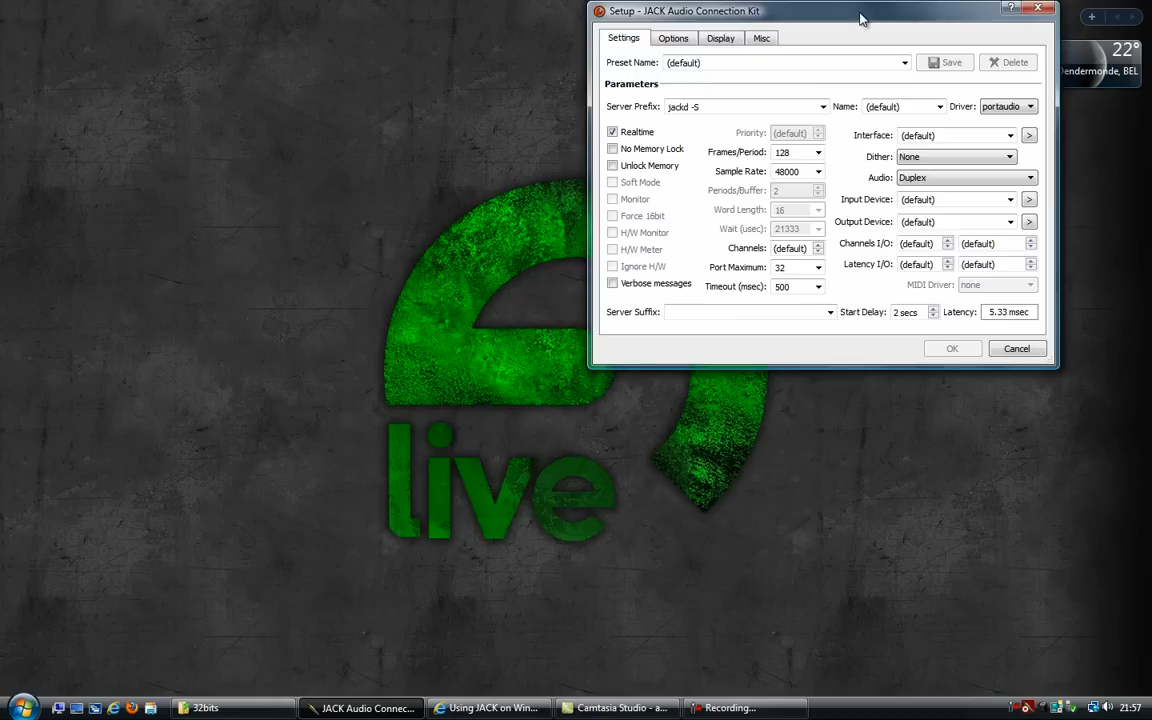 Setup - JACK Audio Connection Kit
Settings Options Display Misc
Preset Name: (default) Save Delete
Parameters
Server Prefix: jackd -S Name: (default) Driver: portaudio
Realtime Priority: (default) Interface: (default) >
No Memory Lock Frames/Period: 128 Dither: None
Unlock Memory Sample Rate: 48000 Audio: Duplex
Soft Mode Periods/Buffer: 2 Input Device: (default) >
Monitor Word Length: 16 Output Device: (default) >
Force 16bit Wait (usec): 21333 Channels I/O: (default) (default)
H/W Monitor Channels: (default) Latency I/O: (default) (default)
H/W Meter Port Maximum: 32 MIDI Driver: none
Ignore H/W Timeout (msec): 500
Verbose messages
Server Suffix: Start Delay: 2 secs Latency: 5.33 msec
OK Cancel
22°
Dendermonde, BEL
live
32bits JACK Audio Connec... Using JACK on Win... Camtasia Studio - a... Recording... 21:57